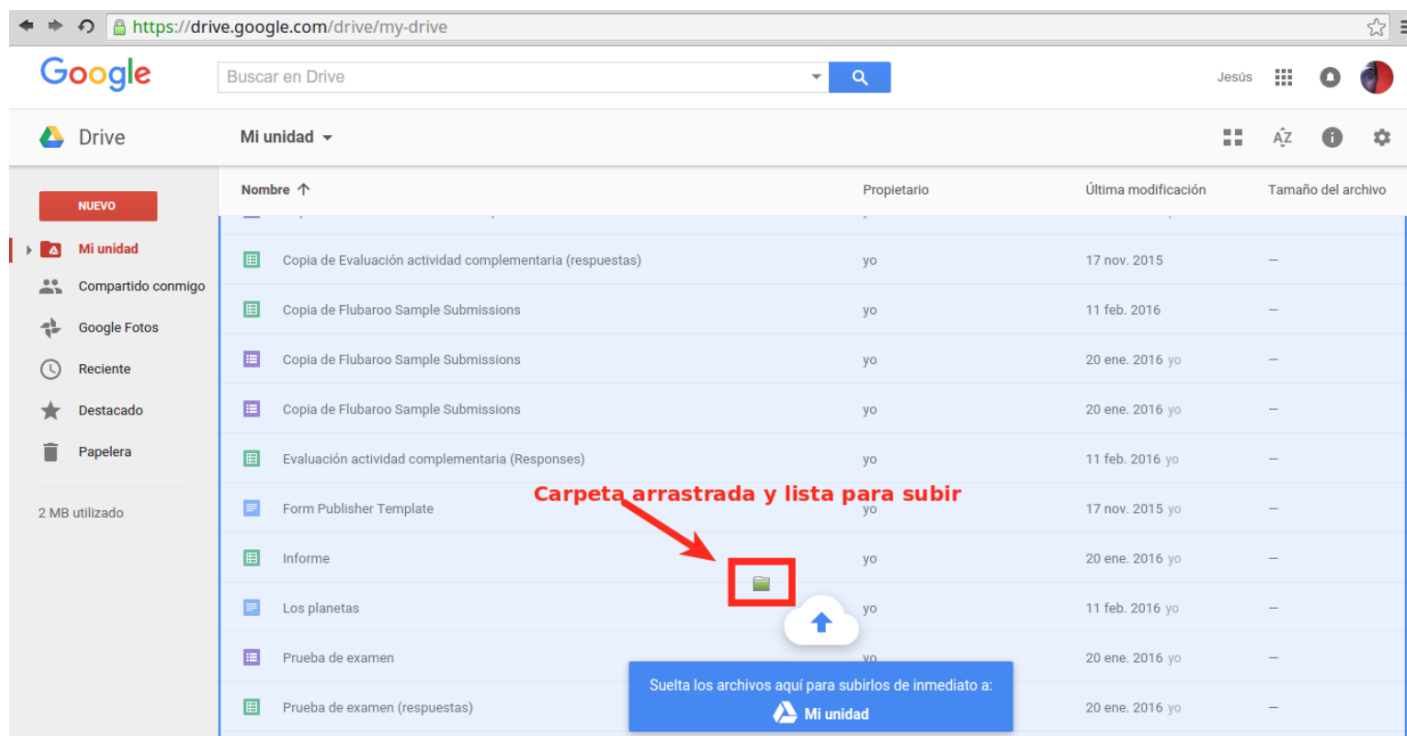 https://drive.google.com/drive/my-drive
Google Buscar en Drive Jesús
Drive Mi unidad AZ
Nombre Propietario Última modificación Tamaño del archivo
NUEVO
Mi unidad
Compartido conmigo
Google Fotos
Reciente
Destacado
Papelera
2 MB utilizado
Copia de Evaluación actividad complementaria (respuestas) yo 17 nov. 2015 —
Copia de Flubaroo Sample Submissions yo 11 feb. 2016 —
Copia de Flubaroo Sample Submissions yo 20 ene. 2016 yo —
Copia de Flubaroo Sample Submissions yo 20 ene. 2016 yo —
Evaluación actividad complementaria (Responses) yo 11 feb. 2016 yo —
Carpeta arrastrada y lista para subir
Form Publisher Template yo 17 nov. 2015 yo —
Informe yo 20 ene. 2016 yo —
Los planetas yo 11 feb. 2016 yo —
Prueba de examen yo 20 ene. 2016 yo —
Suelta los archivos aquí para subirlos de inmediato a:
Mi unidad
Prueba de examen (respuestas) 20 ene. 2016 yo —